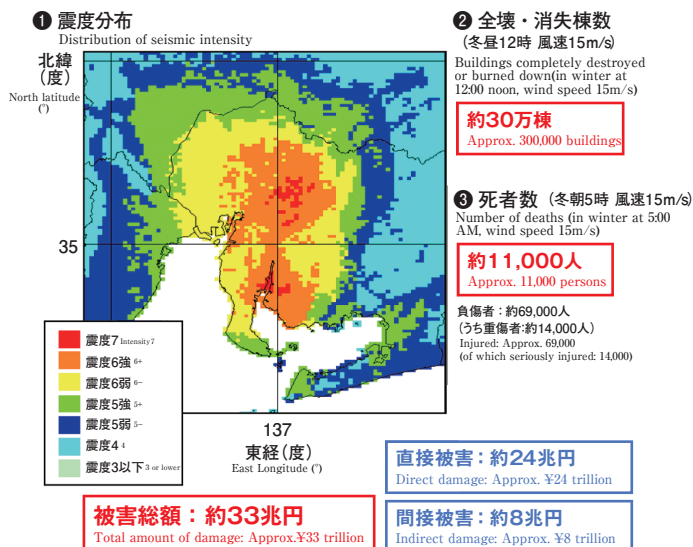 ❶ 震度分布
Distribution of seismic intensity
北緯
(度)
North latitude
(°)
35
137
東経(度)
East Longitude (°)
震度7 Intensity7
震度6強 6+
震度6弱 6−
震度5強 5+
震度5弱 5−
震度4 4
震度3以下 3 or lower
❷ 全壊・消失棟数
(冬昼12時 風速15m/s)
Buildings completely destroyed
or burned down(in winter at
12:00 noon, wind speed 15m/s)
約30万棟
Approx. 300,000 buildings
❸ 死者数 (冬朝5時 風速15m/s)
Number of deaths (in winter at 5:00
AM, wind speed 15m/s)
約11,000人
Approx. 11,000 persons
負傷者:約69,000人
(うち重傷者:約14,000人)
Injured: Approx. 69,000
(of which seriously injured: 14,000)
被害総額:約33兆円
Total amount of damage: Approx.¥33 trillion
直接被害:約24兆円
Direct damage: Approx. ¥24 trillion
間接被害:約8兆円
Indirect damage: Approx. ¥8 trillion